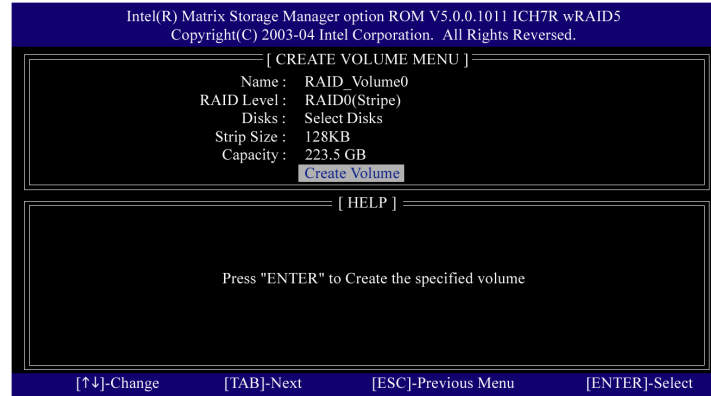 Intel(R) Matrix Storage Manager option ROM V5.0.0.1011 ICH7R wRAID5
Copyright(C) 2003-04 Intel Corporation. All Rights Reversed.
[ CREATE VOLUME MENU ]
Name : RAID_Volume0
RAID Level : RAID0(Stripe)
Disks : Select Disks
Strip Size : 128KB
Capacity : 223.5 GB
Create Volume
[ HELP ]
Press "ENTER" to Create the specified volume
[↑↓]-Change [TAB]-Next [ESC]-Previous Menu [ENTER]-Select